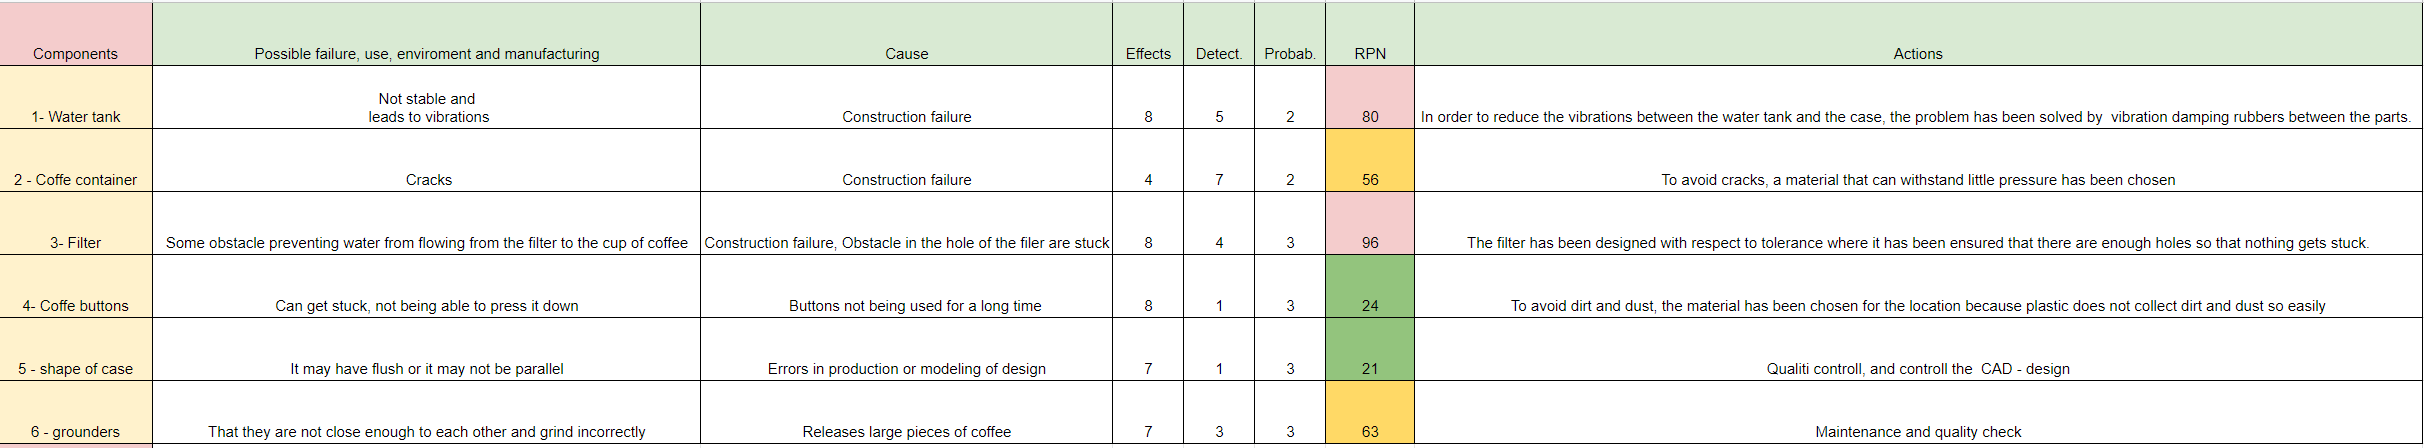 Components Possible failure, use, enviroment and manufacturing Cause Effects Detect. Probab. RPN Actions
Not stable and
1- Water tank leads to vibrations Construction failure 8 5 2 80 In order to reduce the vibrations between the water tank and the case, the problem has been solved by vibration damping rubbers between the parts.
2 - Coffe container Cracks Construction failure 4 7 2 56 To avoid cracks, a material that can withstand little pressure has been chosen
3- Filter Some obstacle preventing water from flowing from the filter to the cup of coffee Construction failure, Obstacle in the hole of the filer are stuck 8 4 3 96 The filter has been designed with respect to tolerance where it has been ensured that there are enough holes so that nothing gets stuck.
4- Coffe buttons Can get stuck, not being able to press it down Buttons not being used for a long time 8 1 3 24 To avoid dirt and dust, the material has been chosen for the location because plastic does not collect dirt and dust so easily
5 - shape of case It may have flush or it may not be parallel Errors in production or modeling of design 7 1 3 21 Qualiti controll, and controll the CAD - design
6 - grounders That they are not close enough to each other and grind incorrectly Releases large pieces of coffee 7 3 3 63 Maintenance and quality check